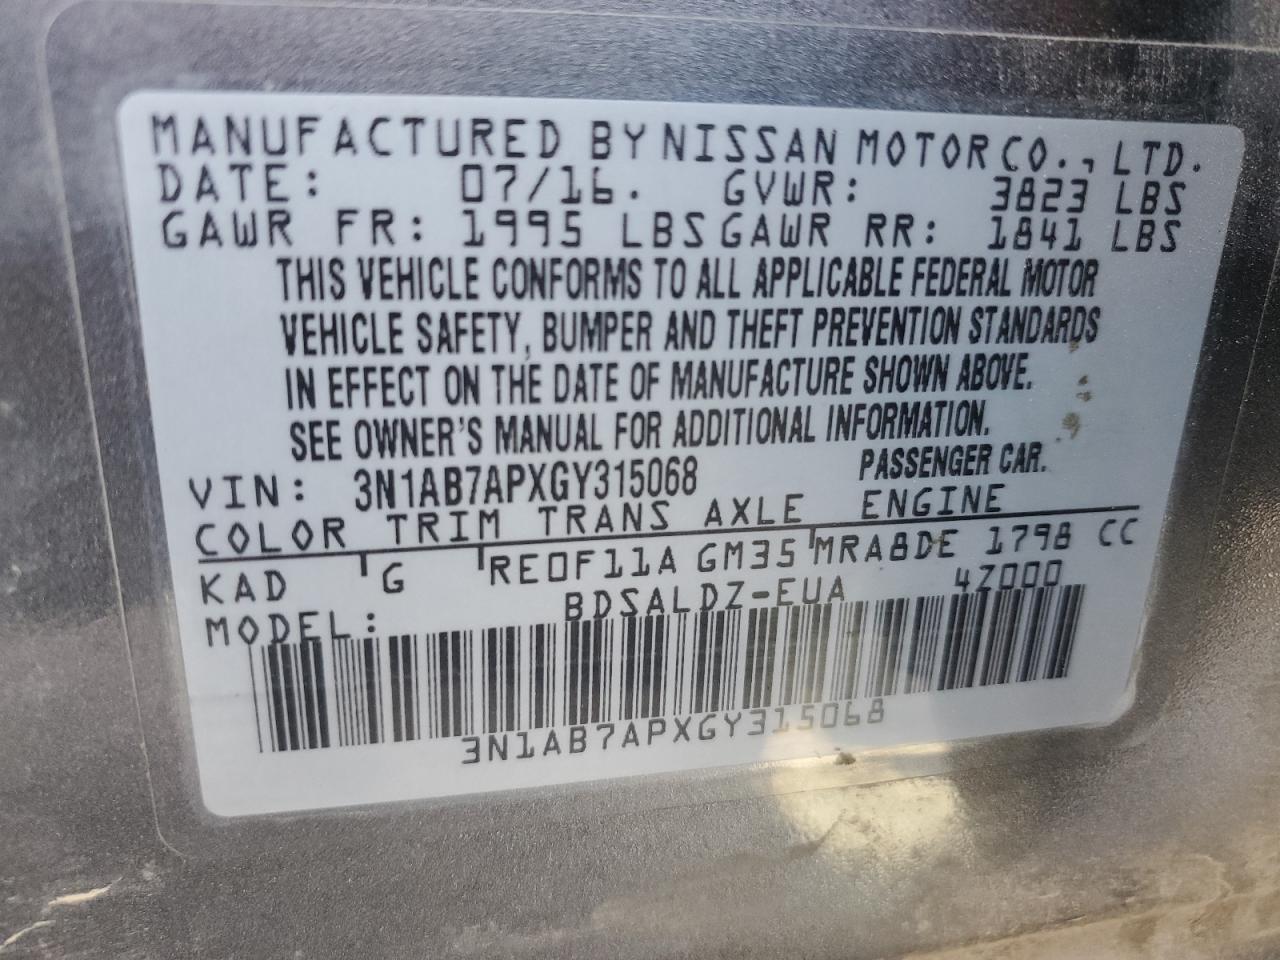 MANUFACTURED BY NISSAN MOTOR CO., LTD.
DATE: 07/16. GVWR: 3823 LBS
GAWR FR: 1995 LBS GAWR RR: 1841 LBS
THIS VEHICLE CONFORMS TO ALL APPLICABLE FEDERAL MOTOR
VEHICLE SAFETY, BUMPER AND THEFT PREVENTION STANDARDS
IN EFFECT ON THE DATE OF MANUFACTURE SHOWN ABOVE.
SEE OWNER'S MANUAL FOR ADDITIONAL INFORMATION.
VIN: 3N1AB7APXGY315068 PASSENGER CAR.
COLOR TRIM TRANS AXLE ENGINE
KAD G RE0F11A GM35 MRA8DE 1798 CC
MODEL: BDSALDZ-EUA 4Z000
3N1AB7APXGY315068